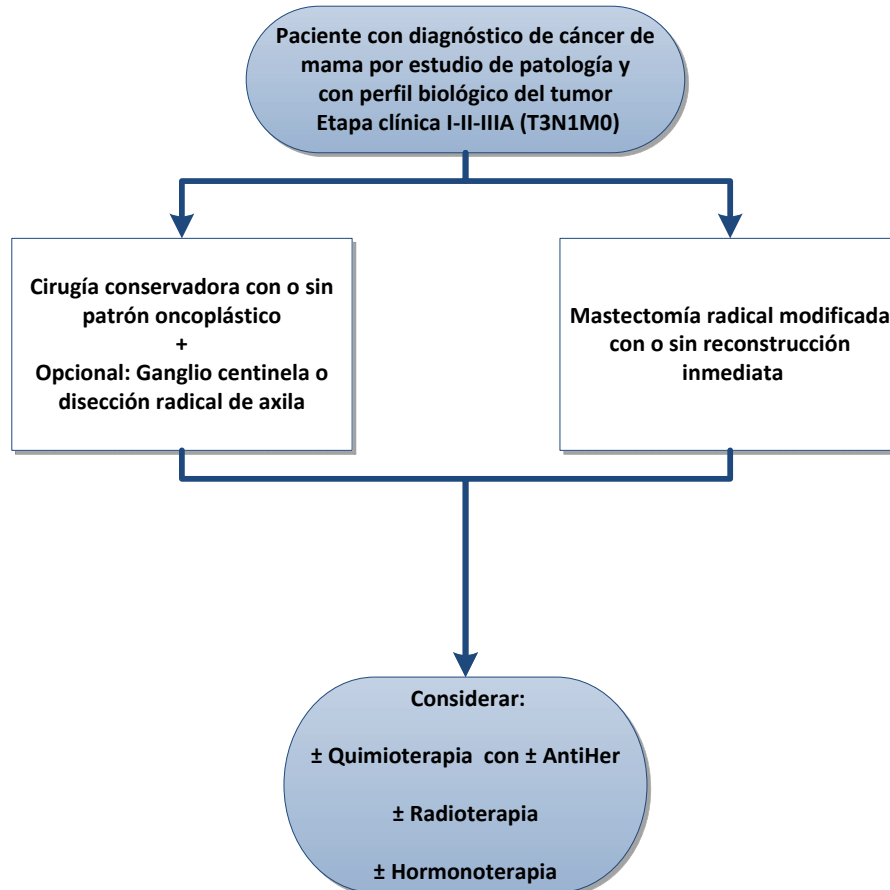 Paciente con diagnóstico de cáncer de
mama por estudio de patología y
con perfil biológico del tumor
Etapa clínica I-II-IIIA (T3N1M0)
Cirugía conservadora con o sin
patrón oncoplástico
+
Opcional: Ganglio centinela o
disección radical de axila
Mastectomía radical modificada
con o sin reconstrucción
inmediata
Considerar:
± Quimioterapia con ± AntiHer
± Radioterapia
± Hormonoterapia